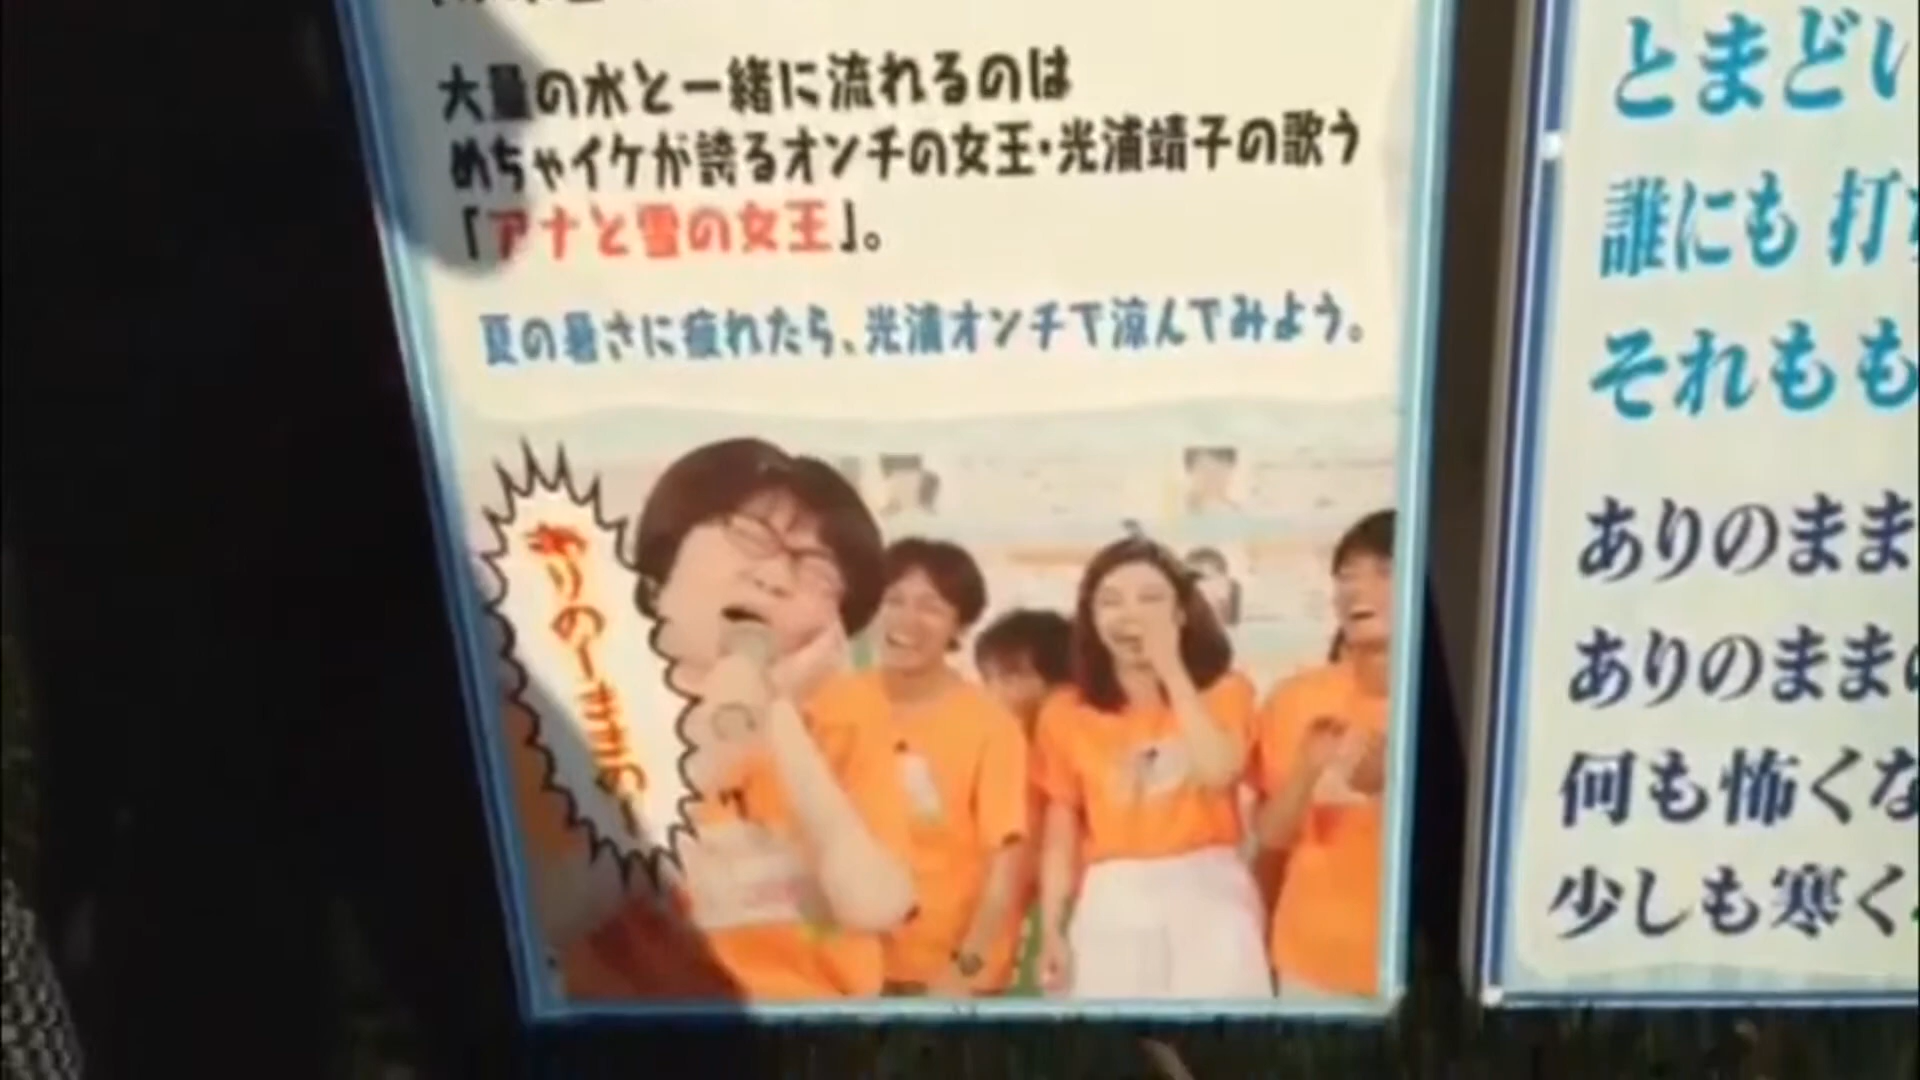 大量の水と一緒に流れるのは
めちゃイケが誇るオンチの女王・光浦靖子の歌う
「アナと雪の女王」。
夏の暑さに疲れたら、光浦オンチで涼んでみよう。
ありのーままの
とまどい
誰にも 打ち
それもも
ありのまま
ありのままの
何も怖くな
少しも寒く